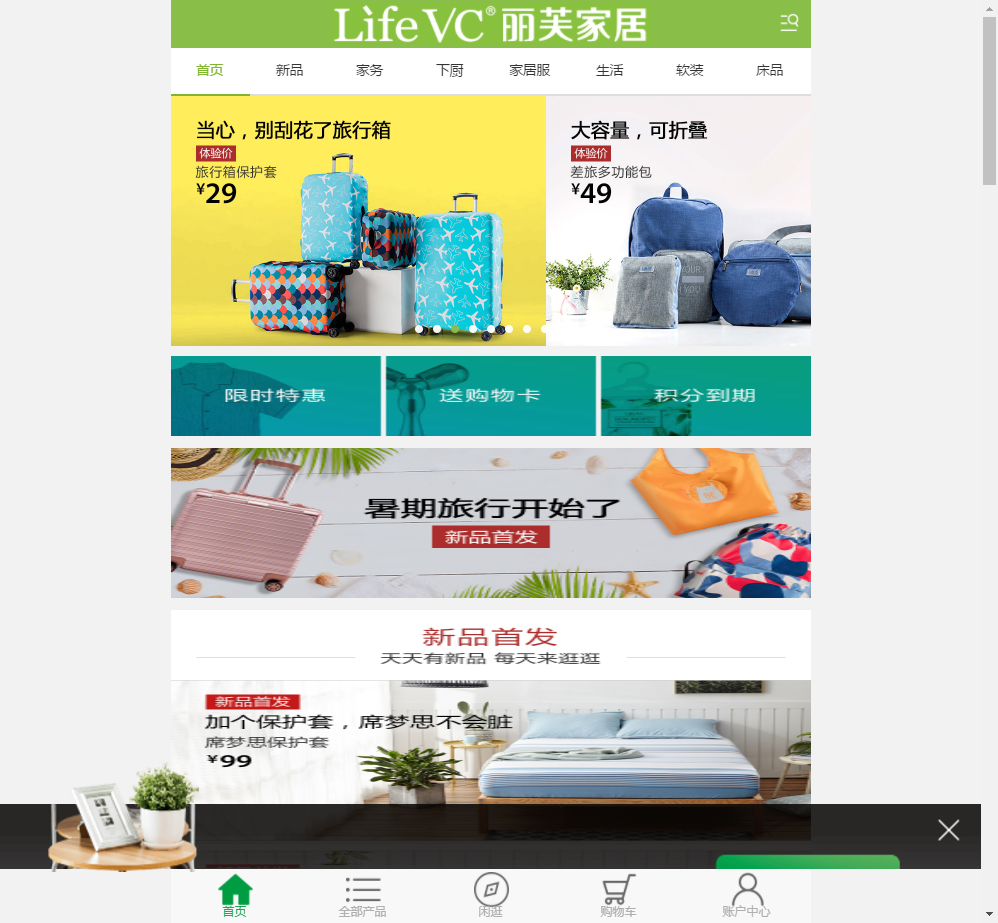 LifeVC® 丽芙家居
首页 新品 家务 下厨 家居服 生活 软装 床品
当心，别刮花了旅行箱
体验价
旅行箱保护套
¥29
大容量，可折叠
体验价
差旅多功能包
¥49
YOUR
YOU
限时特惠 送购物卡 积分到期
暑期旅行开始了
新品首发
新品首发
天天有新品 每天来逛逛
新品首发
加个保护套，席梦思不会脏
席梦思保护套
¥99
首页 全部产品 闲逛 购物车 账户中心